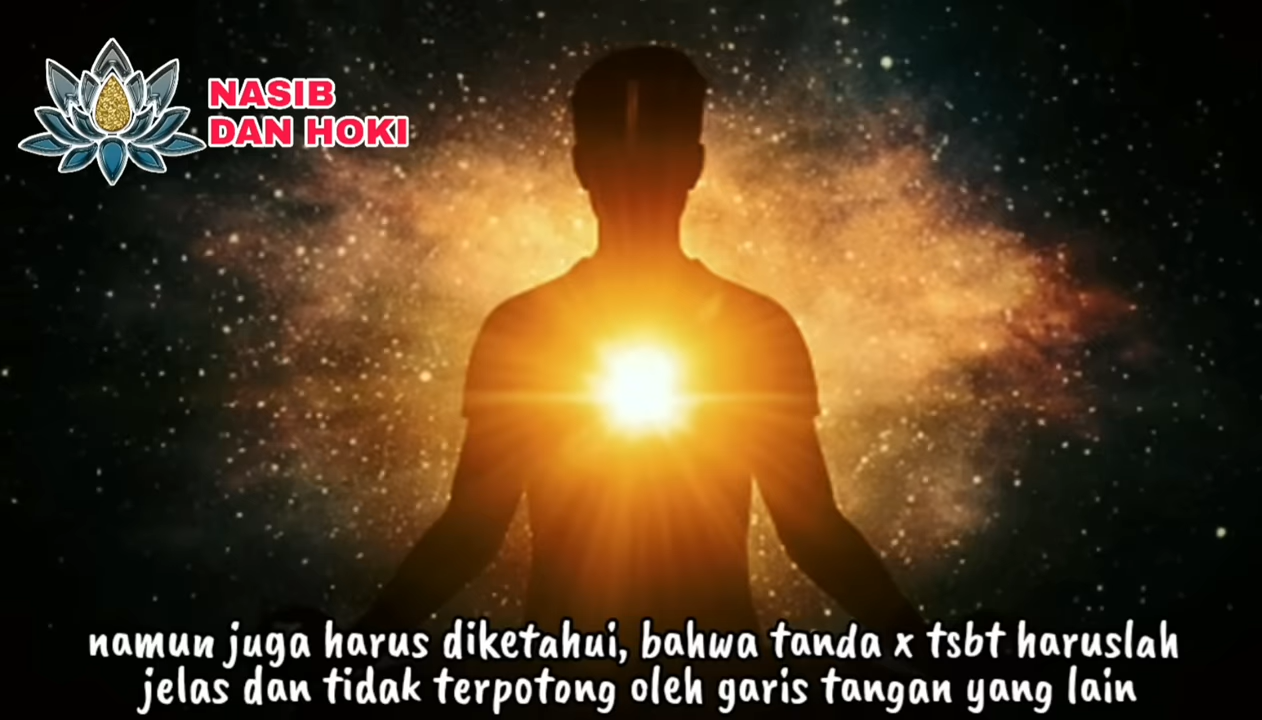 NASIB
DAN HOKI
namun juga harus diketahui, bahwa tanda x tsbt haruslah
jelas dan tidak terpotong oleh garis tangan yang lain